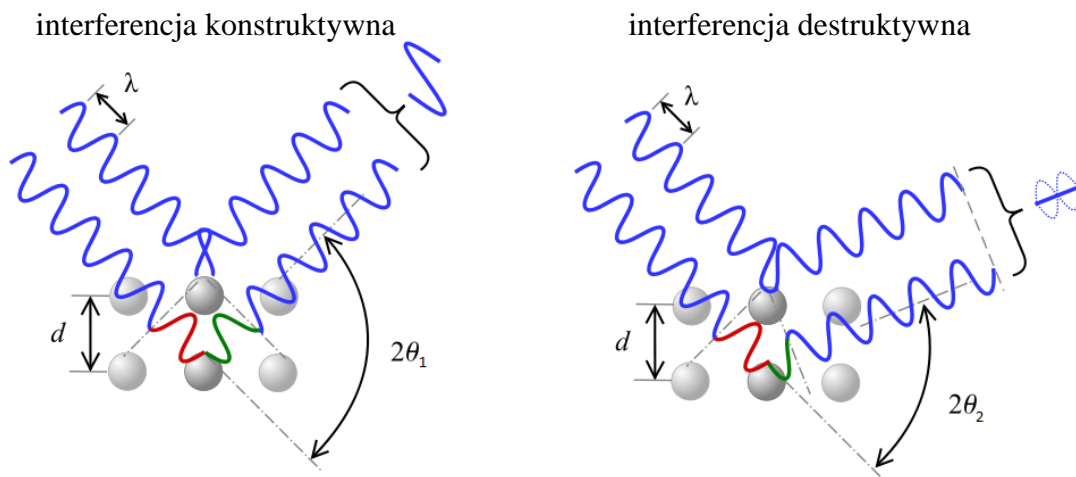 interferencja konstruktywna
λ
d
2θ₁
interferencja destruktywna
λ
d
2θ₂